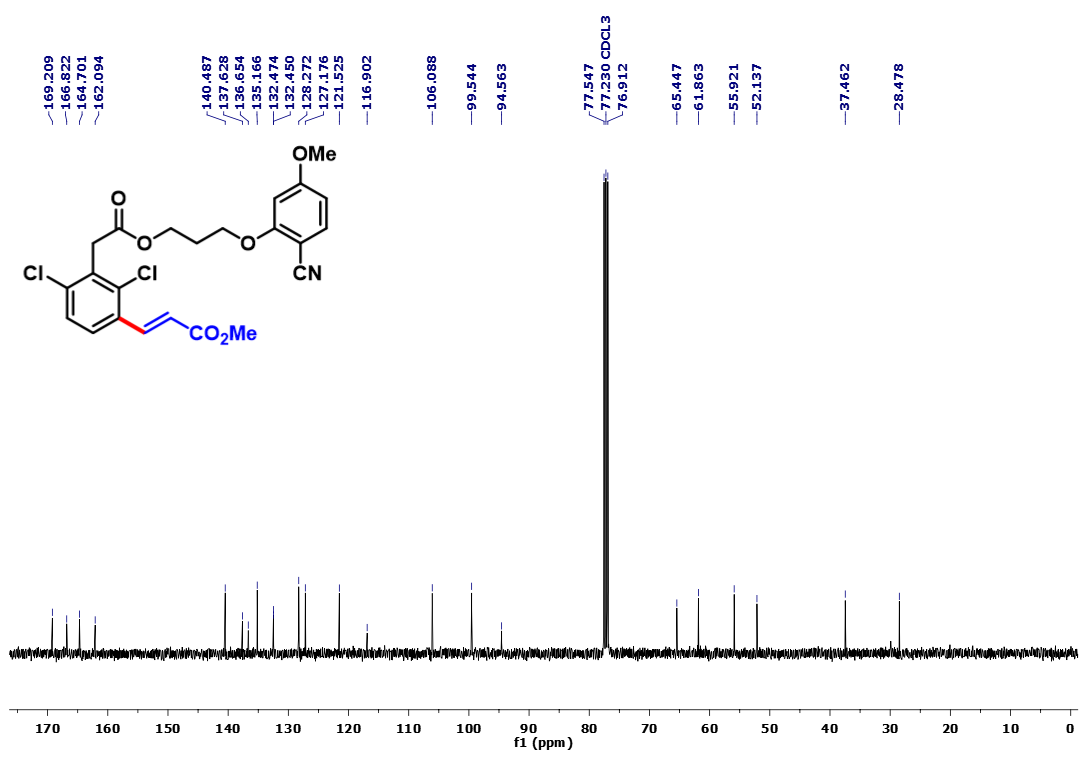 169.209
166.822
164.701
162.094
140.487
137.628
136.654
135.166
132.474
132.450
128.272
127.176
121.525
116.902
106.088
99.544
94.563
77.547
77.230 CDCL3
76.912
65.447
61.863
55.921
52.137
37.462
28.478
OMe
O
O
O
Cl
Cl
CN
CO2Me
170 160 150 140 130 120 110 100 90 80 70 60 50 40 30 20 10 0
f1 (ppm)